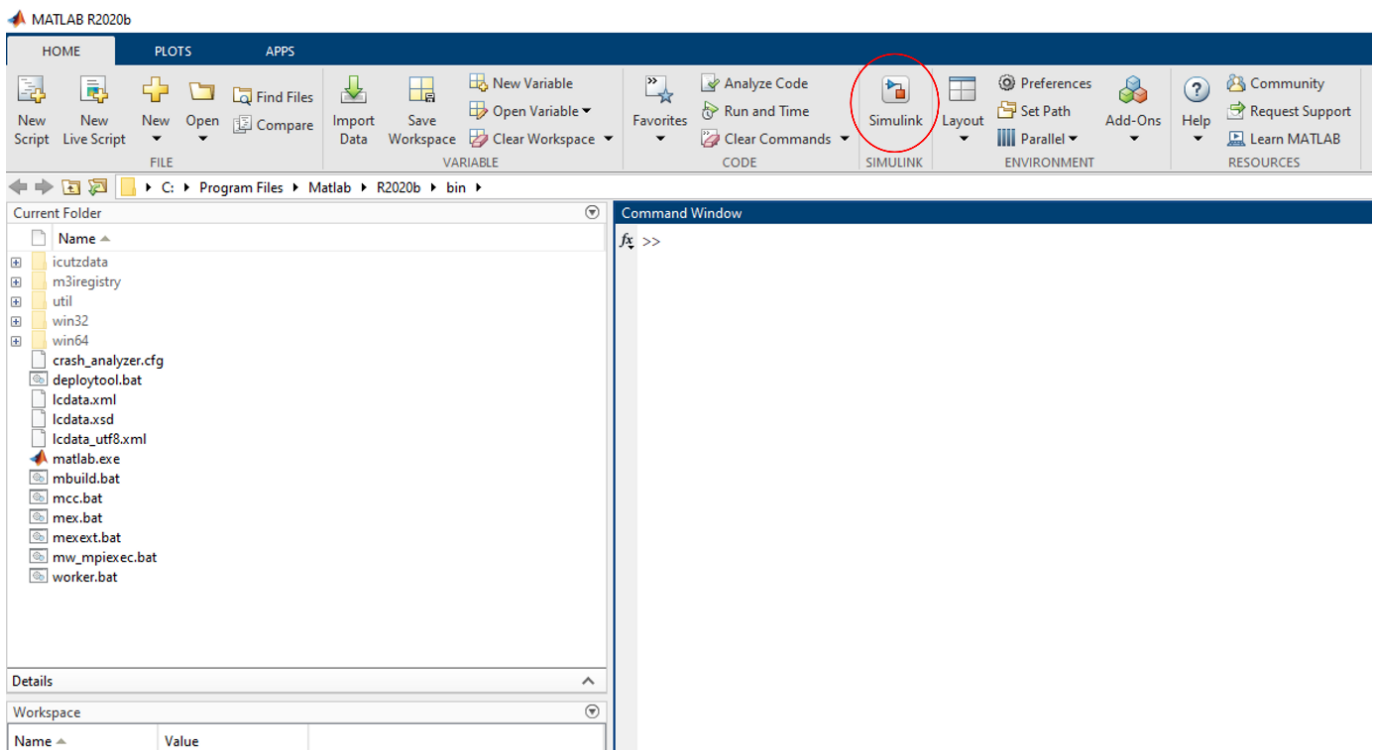 MATLAB R2020b
HOME PLOTS APPS
New Script
New Live Script
New
Open
Find Files
Compare
FILE
Import Data
Save Workspace
New Variable
Open Variable
Clear Workspace
VARIABLE
Favorites
Analyze Code
Run and Time
Clear Commands
CODE
Simulink
SIMULINK
Layout
Preferences
Set Path
Parallel
Add-Ons
ENVIRONMENT
? Help
Community
Request Support
Learn MATLAB
RESOURCES
C: Program Files Matlab R2020b bin
Current Folder
Name
icutzdata
m3iregistry
util
win32
win64
crash_analyzer.cfg
deploytool.bat
lcdata.xml
lcdata.xsd
lcdata_utf8.xml
matlab.exe
mbuild.bat
mcc.bat
mex.bat
mexext.bat
mw_mpiexec.bat
worker.bat
Details
Workspace
Name Value
Command Window
fx >>